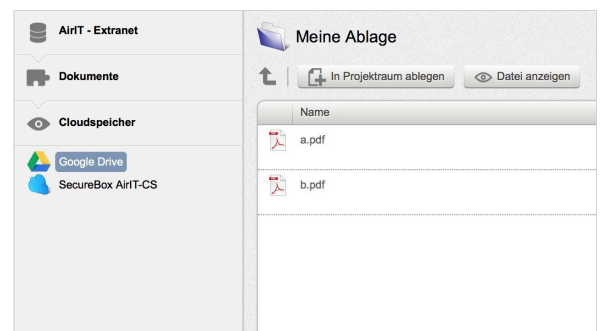 AirIT - Extranet
Dokumente
Cloudspeicher
Google Drive
SecureBox AirIT-CS
Meine Ablage
In Projektraum ablegen
Datei anzeigen
Name
a.pdf
b.pdf